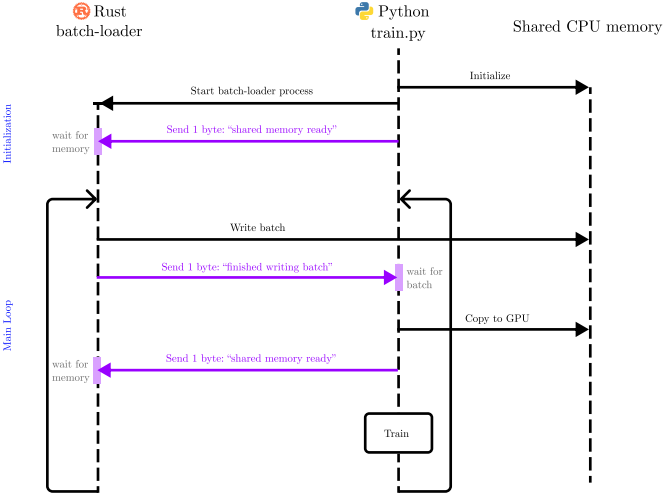 Rust
batch-loader
Python
train.py
Shared CPU memory
Initialization
Initialize
Start batch-loader process
Send 1 byte: “shared memory ready”
wait for
memory
Main Loop
Write batch
Send 1 byte: “finished writing batch”
wait for
batch
Copy to GPU
Send 1 byte: “shared memory ready”
wait for
memory
Train